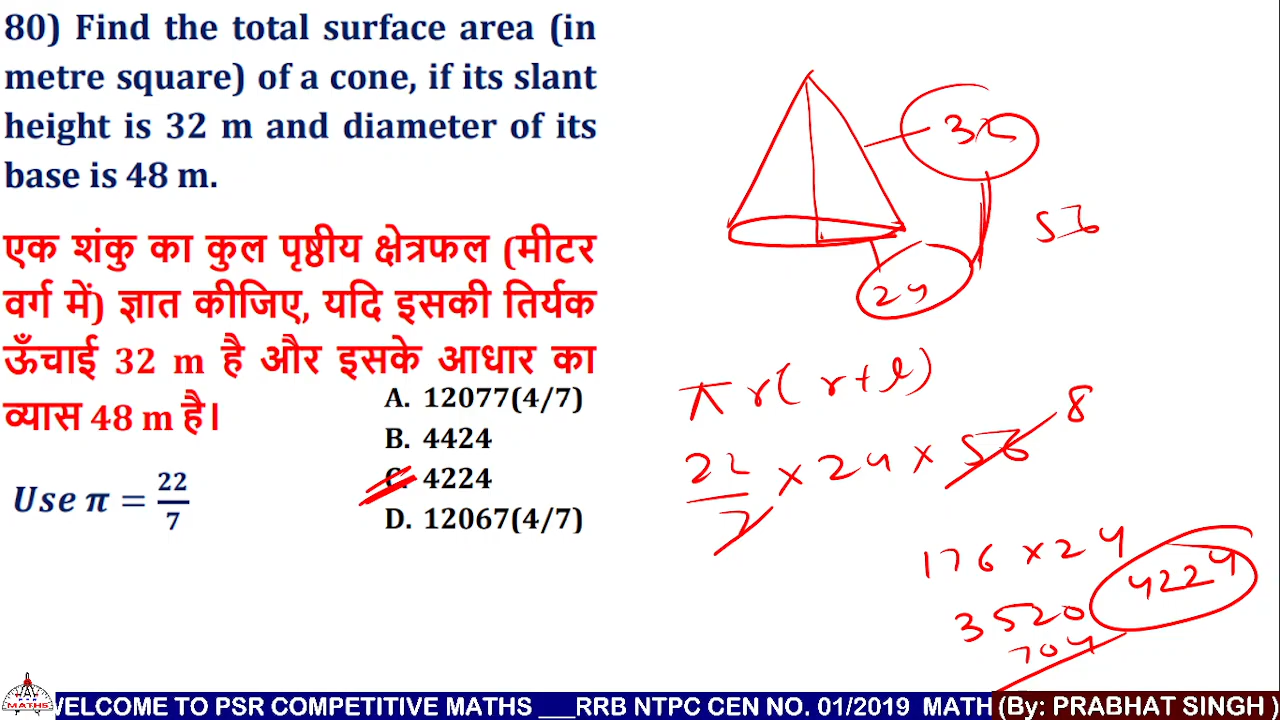 80) Find the total surface area (in
metre square) of a cone, if its slant
height is 32 m and diameter of its
base is 48 m.
एक शंकु का कुल पृष्ठीय क्षेत्रफल (मीटर
वर्ग में) ज्ञात कीजिए, यदि इसकी तिर्यक
ऊँचाई 32 m है और इसके आधार का
व्यास 48 m है।
A. 12077(4/7)
B. 4424
C. 4224
D. 12067(4/7)
Use π = 22/7
32
24
56
π r( r+l)
22/7 × 24 × 56 8
176 × 24
3520
704
4224
MATHS
WELCOME TO PSR COMPETITIVE MATHS ___RRB NTPC CEN NO. 01/2019 MATH (By: PRABHAT SINGH )